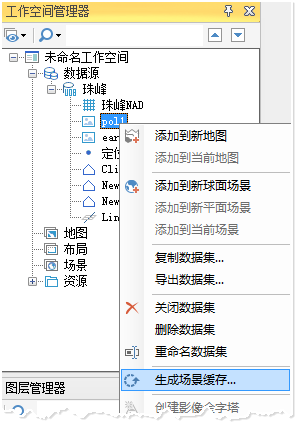 工作空间管理器
未命名工作空间
数据源
珠峰
珠峰NAD
pol1
ear
定位
Cli
New
New
Lin
地图
布局
场景
资源
图层管理器
添加到新地图
添加到当前地图
添加到新球面场景
添加到新平面场景
添加到当前场景
复制数据集...
导出数据集...
关闭数据集
删除数据集
重命名数据集
生成场景缓存...
创建影像金字塔